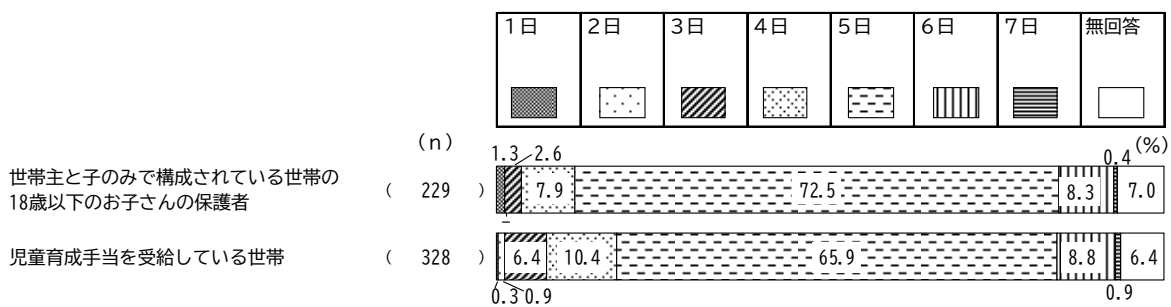 1日 2日 3日 4日 5日 6日 7日 無回答
(n)
(%)
1.3 2.6 0.4
世帯主と子のみで構成されている世帯の
18歳以下のお子さんの保護者
( 229 ) 7.9 72.5 8.3 7.0
–
児童育成手当を受給している世帯 ( 328 ) 6.4 10.4 65.9 8.8 6.4
0.3 0.9 0.9